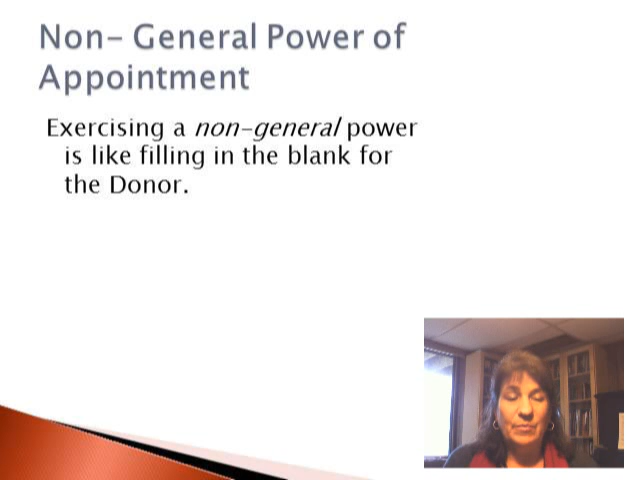 Non- General Power of
Appointment
Exercising a non-general power
is like filling in the blank for
the Donor.